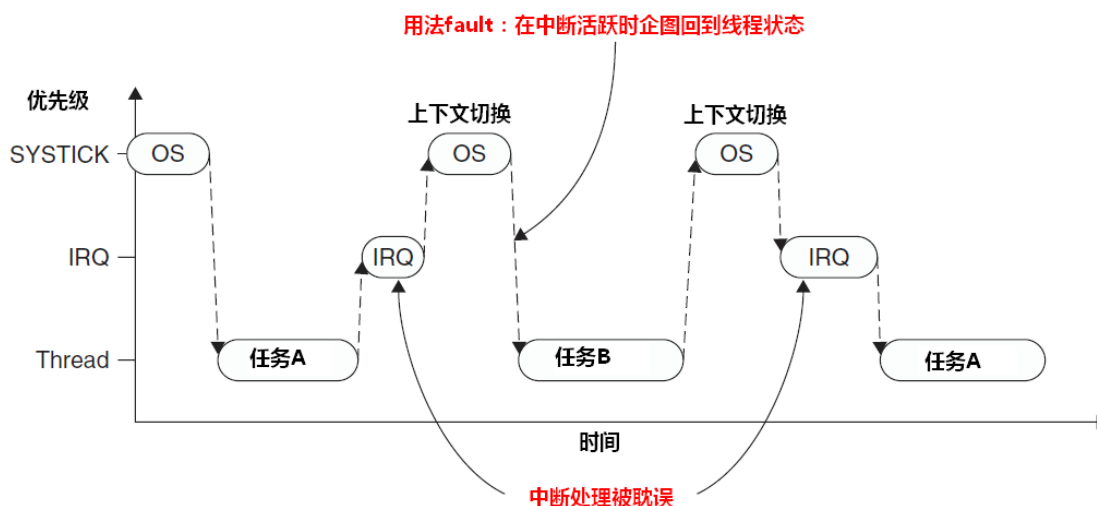 用法fault：在中断活跃时企图回到线程状态
优先级
上下文切换
上下文切换
SYSTICK
OS
OS
OS
IRQ
IRQ
IRQ
Thread
任务A
任务B
任务A
时间
中断处理被耽误